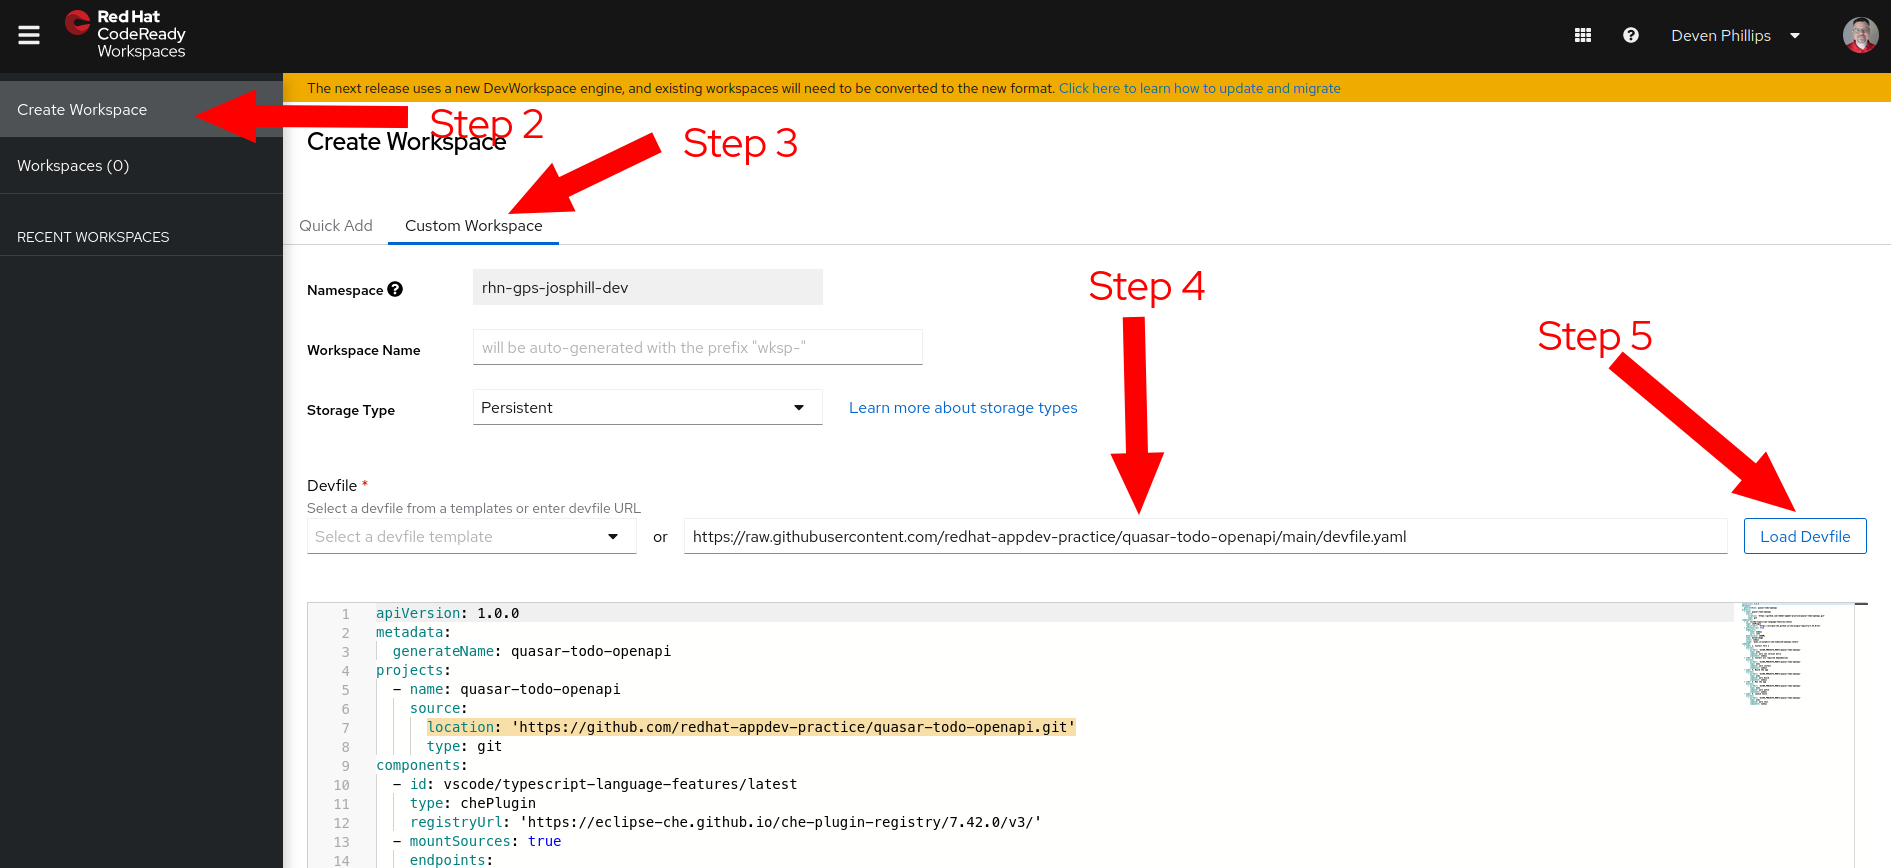 Red Hat
CodeReady
Workspaces
Deven Phillips
Create Workspace
Workspaces (0)
RECENT WORKSPACES
The next release uses a new DevWorkspace engine, and existing workspaces will need to be converted to the new format. Click here to learn how to update and migrate
Step 2
Create Workspace
Step 3
Quick Add
Custom Workspace
Namespace
rhn-gps-josphill-dev
Step 4
Workspace Name
will be auto-generated with the prefix "wksp-"
Step 5
Storage Type
Persistent
Learn more about storage types
Devfile *
Select a devfile from a templates or enter devfile URL
Select a devfile template
or
https://raw.githubusercontent.com/redhat-appdev-practice/quasar-todo-openapi/main/devfile.yaml
Load Devfile
1 apiVersion: 1.0.0
2 metadata:
3 generateName: quasar-todo-openapi
4 projects:
5 - name: quasar-todo-openapi
6 source:
7 location: 'https://github.com/redhat-appdev-practice/quasar-todo-openapi.git'
8 type: git
9 components:
10 - id: vscode/typescript-language-features/latest
11 type: chePlugin
12 registryUrl: 'https://eclipse-che.github.io/che-plugin-registry/7.42.0/v3/'
13 - mountSources: true
14 endpoints: